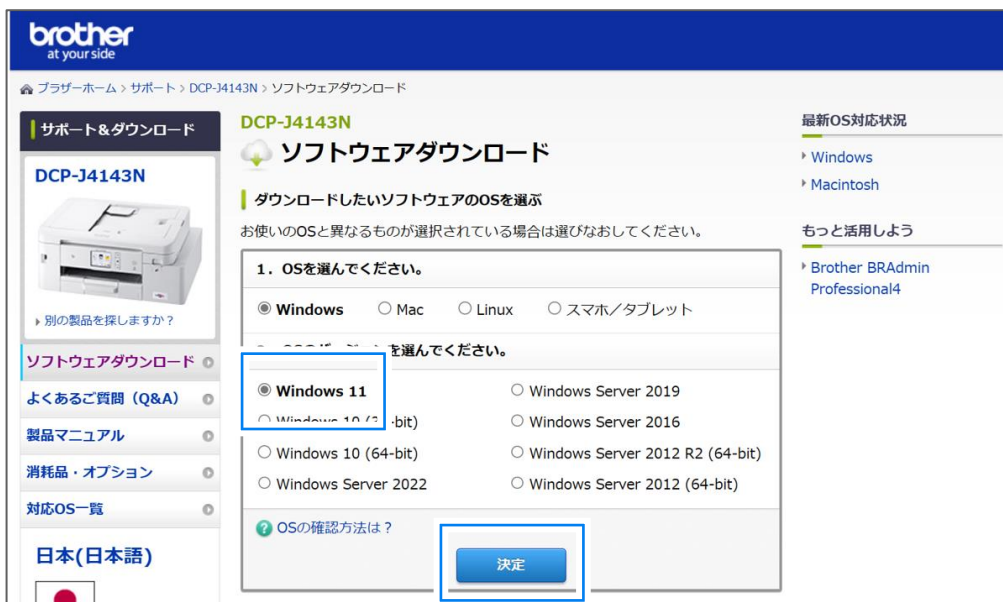 brother
at your side
ブラザーホーム > サポート > DCP-J4143N > ソフトウェアダウンロード
サポート&ダウンロード
DCP-J4143N
別の製品を探しますか？
ソフトウェアダウンロード
よくあるご質問（Q&A）
製品マニュアル
消耗品・オプション
対応OS一覧
日本(日本語)
DCP-J4143N
ソフトウェアダウンロード
ダウンロードしたいソフトウェアのOSを選ぶ
お使いのOSと異なるものが選択されている場合は選びなおしてください。
1．OSを選んでください。
Windows Mac Linux スマホ／タブレット
を選んでください。
Windows 11 Windows Server 2019
-bit) Windows Server 2016
Windows 10 (64-bit) Windows Server 2012 R2 (64-bit)
Windows Server 2022 Windows Server 2012 (64-bit)
OSの確認方法は？
決定
最新OS対応状況
Windows
Macintosh
もっと活用しよう
Brother BRAdmin
Professional4